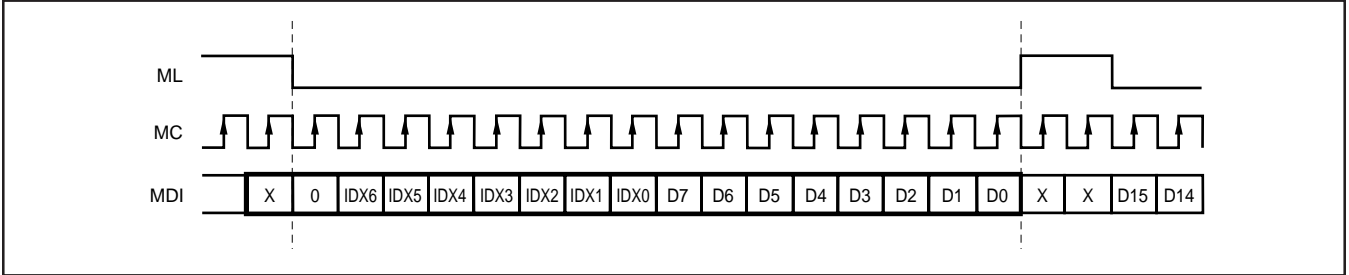 ML
MC
MDI X 0 IDX6 IDX5 IDX4 IDX3 IDX2 IDX1 IDX0 D7 D6 D5 D4 D3 D2 D1 D0 X X D15 D14